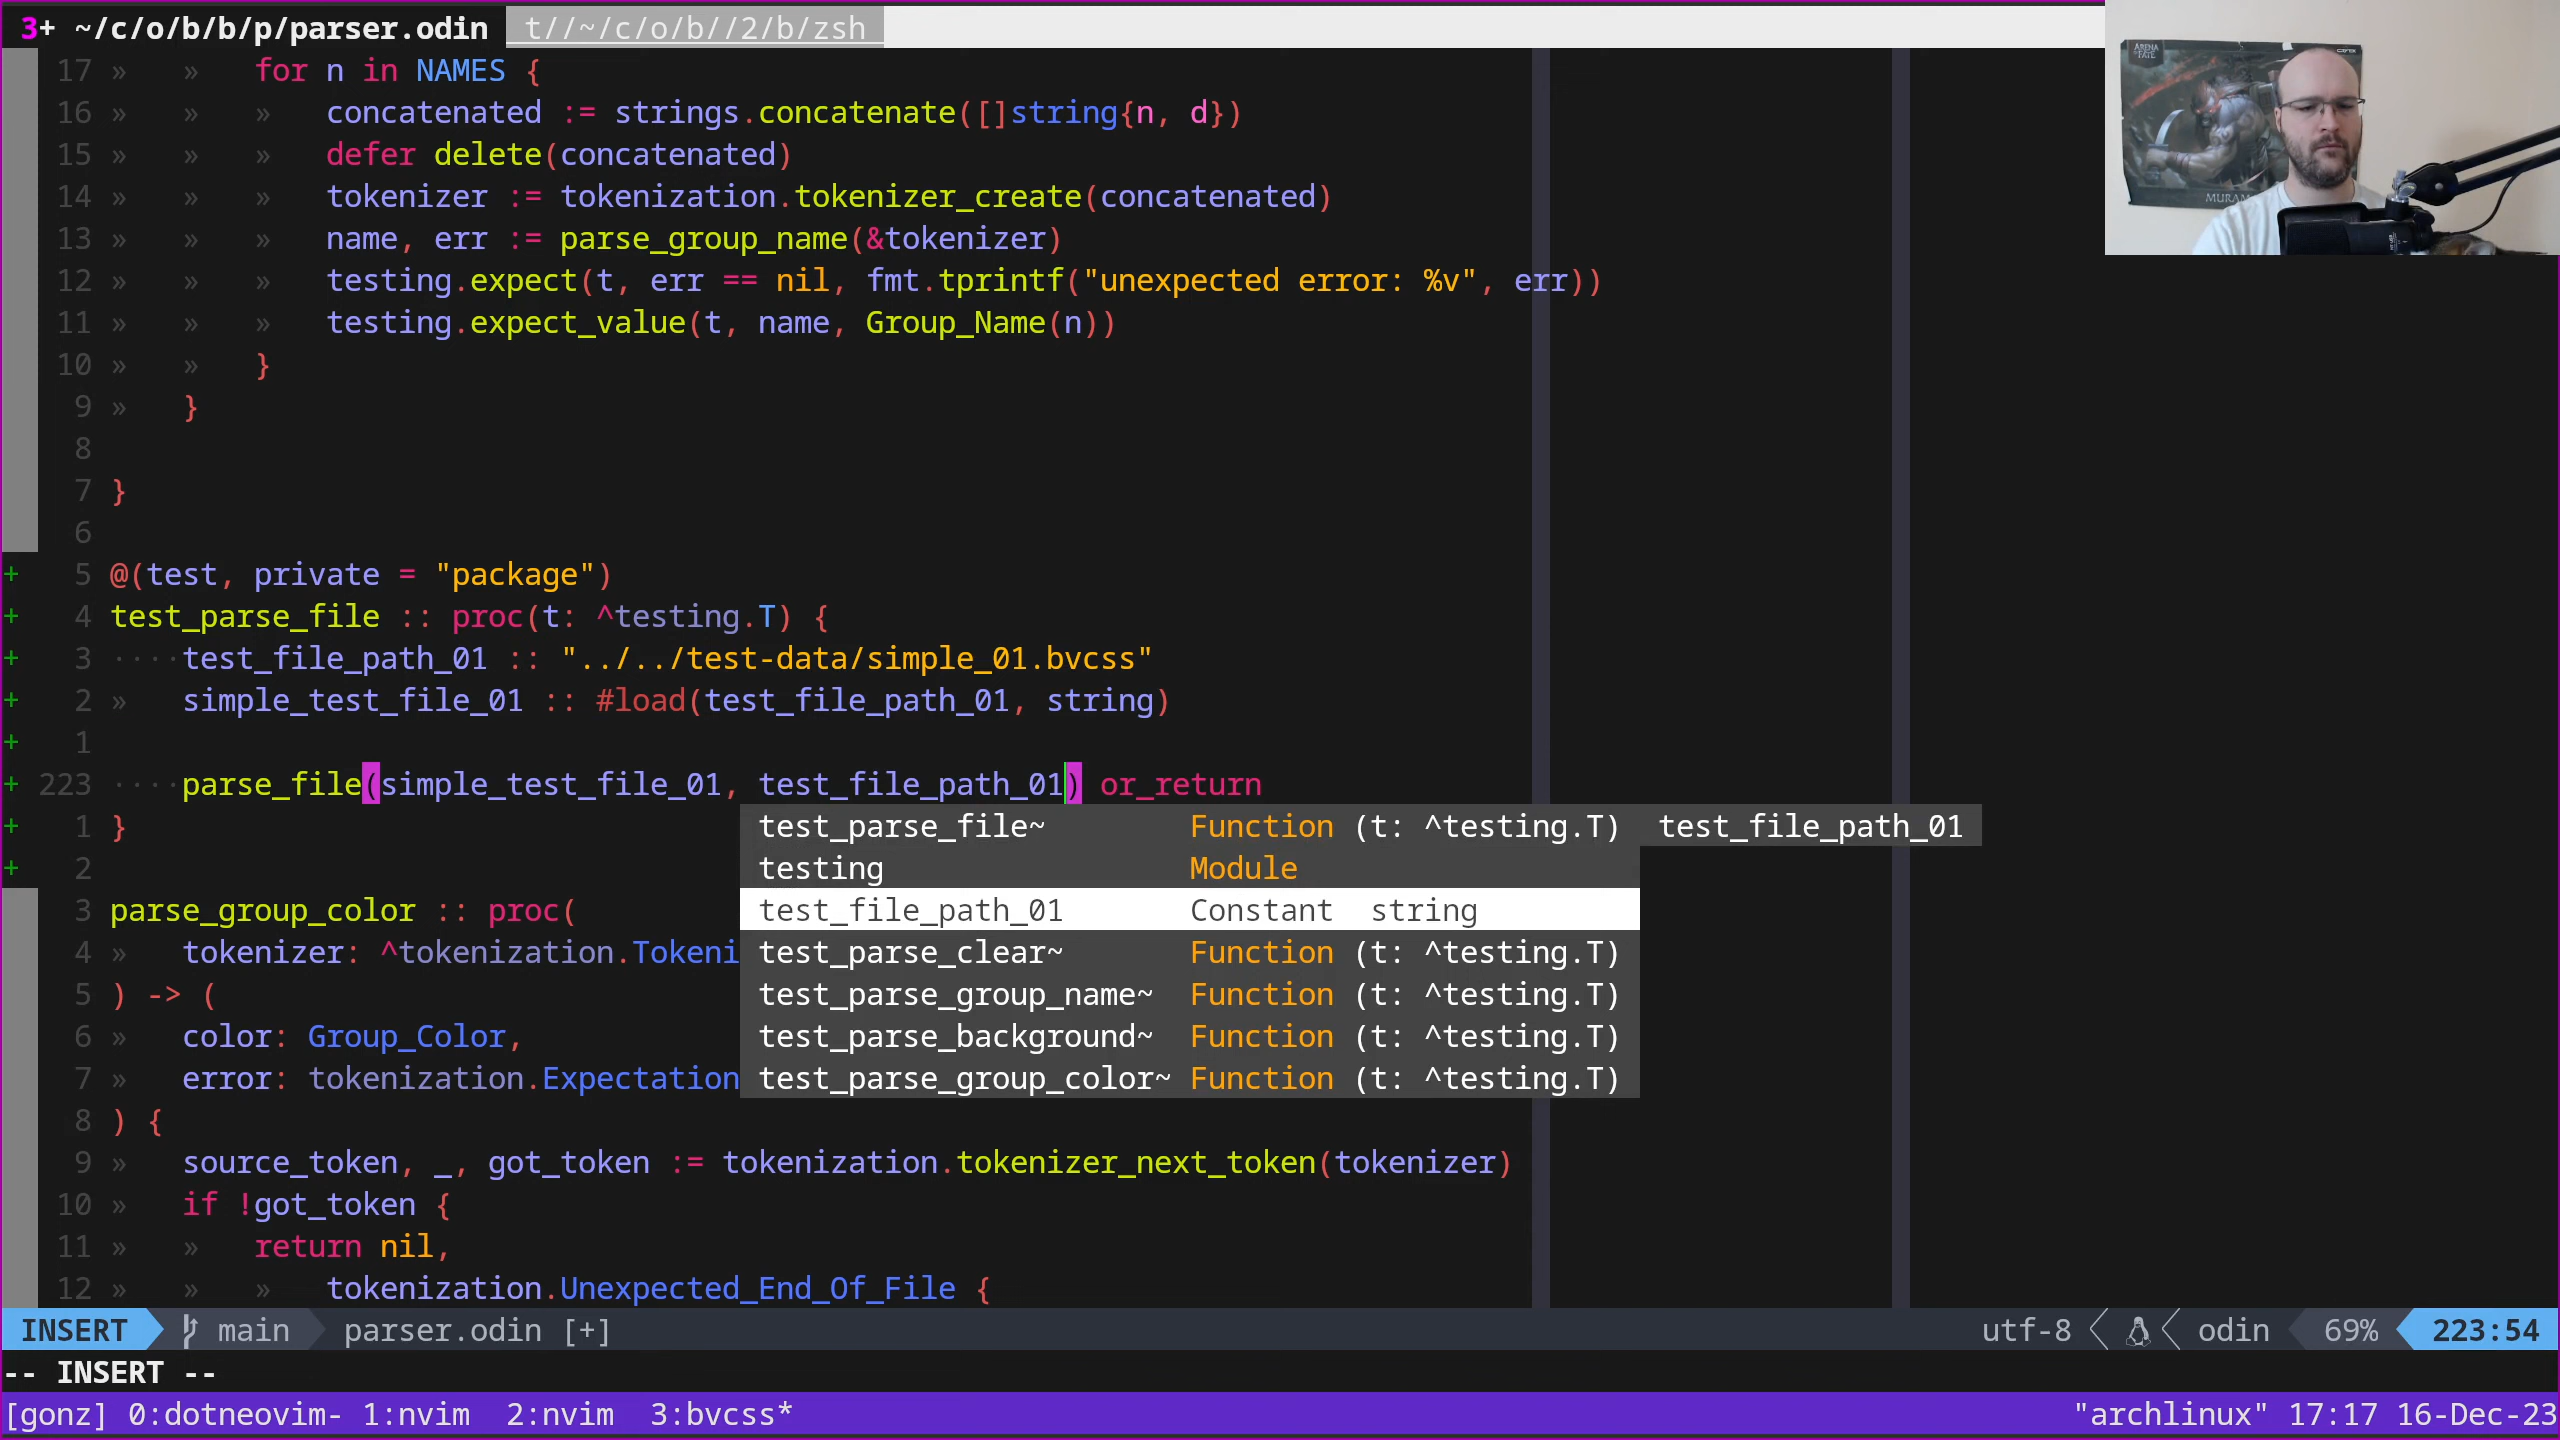 3+ ~/c/o/b/b/p/parser.odin t//~/c/o/b//2/b/zsh
17 » » for n in NAMES {
16 » » » concatenated := strings.concatenate([]string{n, d})
15 » » » defer delete(concatenated)
14 » » » tokenizer := tokenization.tokenizer_create(concatenated)
13 » » » name, err := parse_group_name(&tokenizer)
12 » » » testing.expect(t, err == nil, fmt.tprintf("unexpected error: %v", err))
11 » » » testing.expect_value(t, name, Group_Name(n))
10 » » }
9 » }
8
7 }
6
+ 5 @(test, private = "package")
+ 4 test_parse_file :: proc(t: ^testing.T) {
+ 3 ····test_file_path_01 :: "../../test-data/simple_01.bvcss"
+ 2 » simple_test_file_01 :: #load(test_file_path_01, string)
+ 1
+ 223 ····parse_file(simple_test_file_01, test_file_path_01) or_return
+ 1 }
+ 2
3 parse_group_color :: proc(
4 » tokenizer: ^tokenization.Tokeni
5 ) -> (
6 » color: Group_Color,
7 » error: tokenization.Expectation
8 ) {
9 » source_token, _, got_token := tokenization.tokenizer_next_token(tokenizer)
10 » if !got_token {
11 » » return nil,
12 » » » tokenization.Unexpected_End_Of_File {
test_parse_file~ Function (t: ^testing.T) test_file_path_01
testing Module
test_file_path_01 Constant string
test_parse_clear~ Function (t: ^testing.T)
test_parse_group_name~ Function (t: ^testing.T)
test_parse_background~ Function (t: ^testing.T)
test_parse_group_color~ Function (t: ^testing.T)
INSERT main parser.odin [+] utf-8 odin 69% 223:54
-- INSERT --
[gonz] 0:dotneovim- 1:nvim 2:nvim 3:bvcss* "archlinux" 17:17 16-Dec-23
ARENA
OF FATE
MURAM